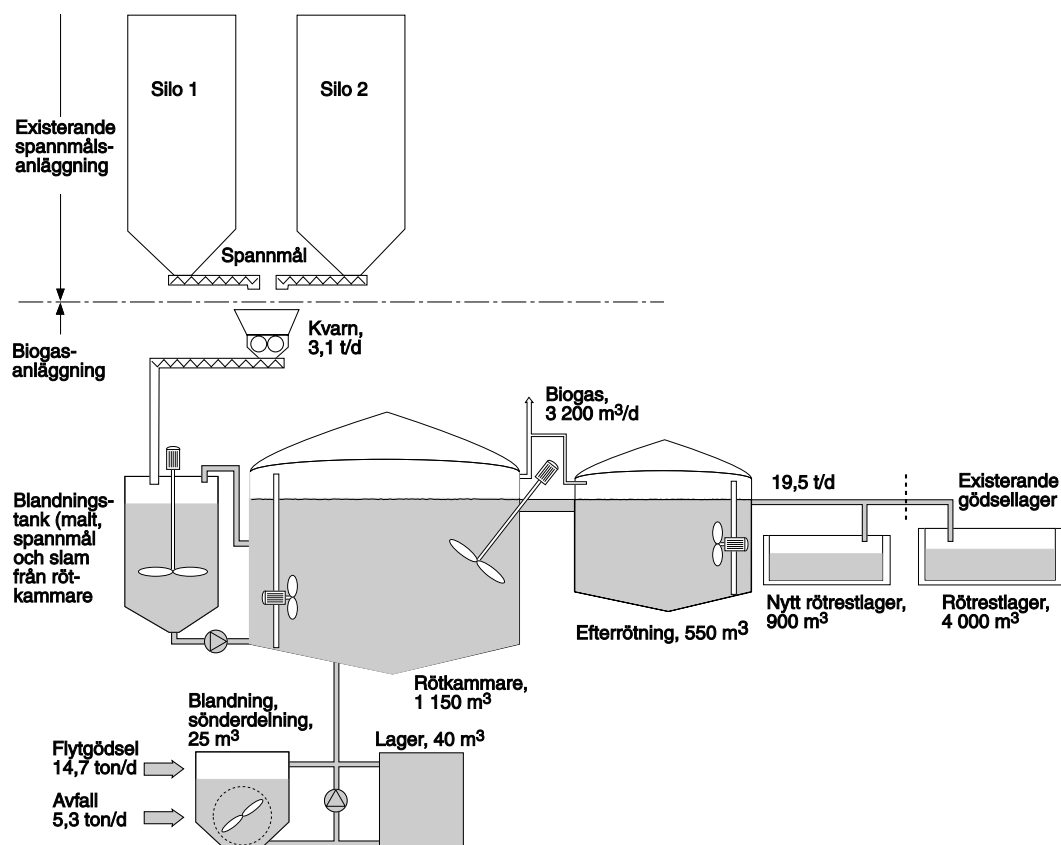 Silo 1
Silo 2
Existerande
spannmåls-
anläggning
Spannmål
Kvarn,
3,1 t/d
Biogas-
anläggning
Biogas,
3 200 m³/d
19,5 t/d
Existerande
gödsellager
Blandnings-
tank (malt,
spannmål
och slam
från röt-
kammare
Nytt rötrestlager,
900 m³
Rötrestlager,
4 000 m³
Efterrötning, 550 m³
Rötkammare,
1 150 m³
Blandning,
sönderdelning,
25 m³
Lager, 40 m³
Flytgödsel
14,7 ton/d
Avfall
5,3 ton/d